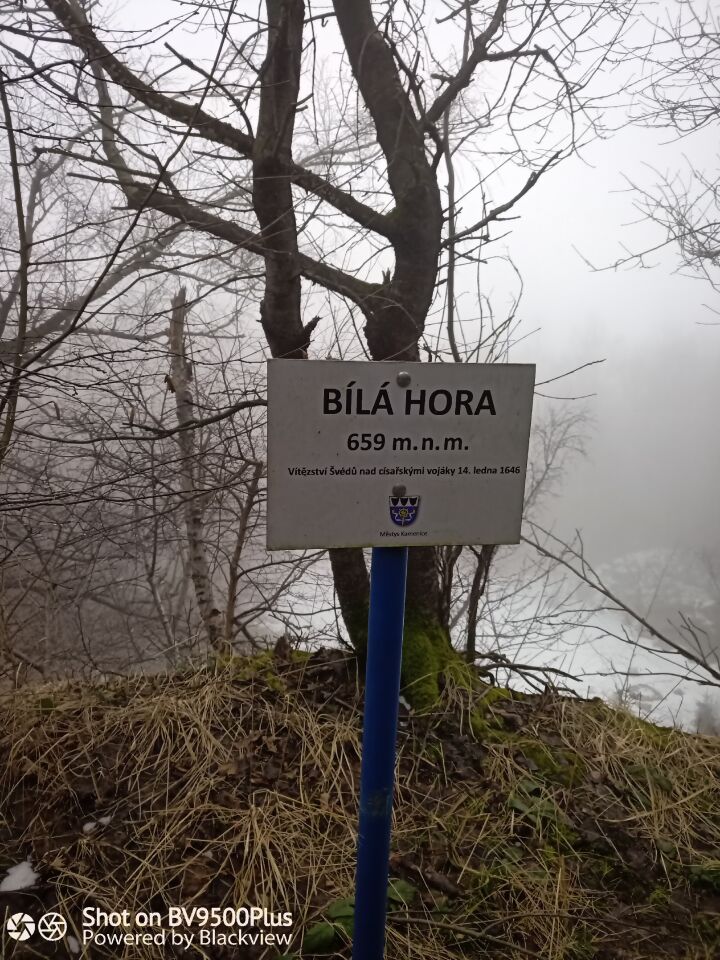 BÍLÁ HORA
659 m.n.m.
Vítězství Švédů nad císařskými vojáky 14. ledna 1646
Městys Kamenice
Shot on BV9500Plus
Powered by Blackview